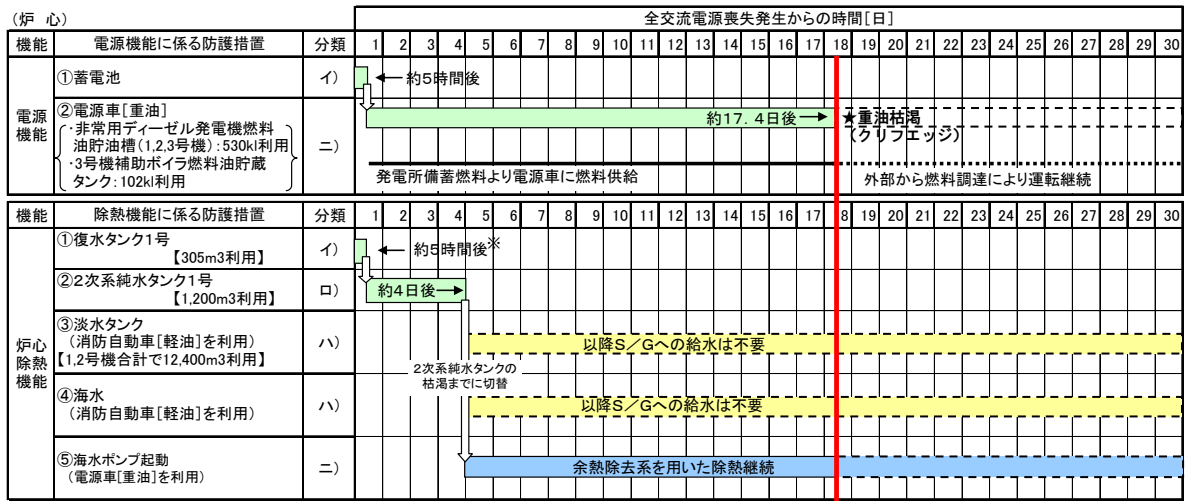 (炉 心)
全交流電源喪失発生からの時間[日]
機能 電源機能に係る防護措置 分類 1 2 3 4 5 6 7 8 9 10 11 12 13 14 15 16 17 18 19 20 21 22 23 24 25 26 27 28 29 30
電源
機能
①蓄電池 イ) 約5時間後
②電源車[重油]
・非常用ディーゼル発電機燃料
油貯油槽(1,2,3号機):530kl利用
・3号機補助ボイラ燃料油貯蔵
タンク:102kl利用
ニ)
約17.4日後
★重油枯渇
(クリフエッジ)
発電所備蓄燃料より電源車に燃料供給
外部から燃料調達により運転継続
機能 除熱機能に係る防護措置 分類 1 2 3 4 5 6 7 8 9 10 11 12 13 14 15 16 17 18 19 20 21 22 23 24 25 26 27 28 29 30
炉心
除熱
機能
①復水タンク1号
【305m3利用】
イ)
約5時間後※
②2次系純水タンク1号
【1,200m3利用】
ロ)
約4日後
③淡水タンク
(消防自動車[軽油]を利用)
【1,2号機合計で12,400m3利用】
ハ)
以降S/Gへの給水は不要
2次系純水タンクの
枯渇までに切替
④海水
(消防自動車[軽油]を利用)
ハ)
以降S/Gへの給水は不要
⑤海水ポンプ起動
(電源車[重油]を利用)
ニ)
余熱除去系を用いた除熱継続